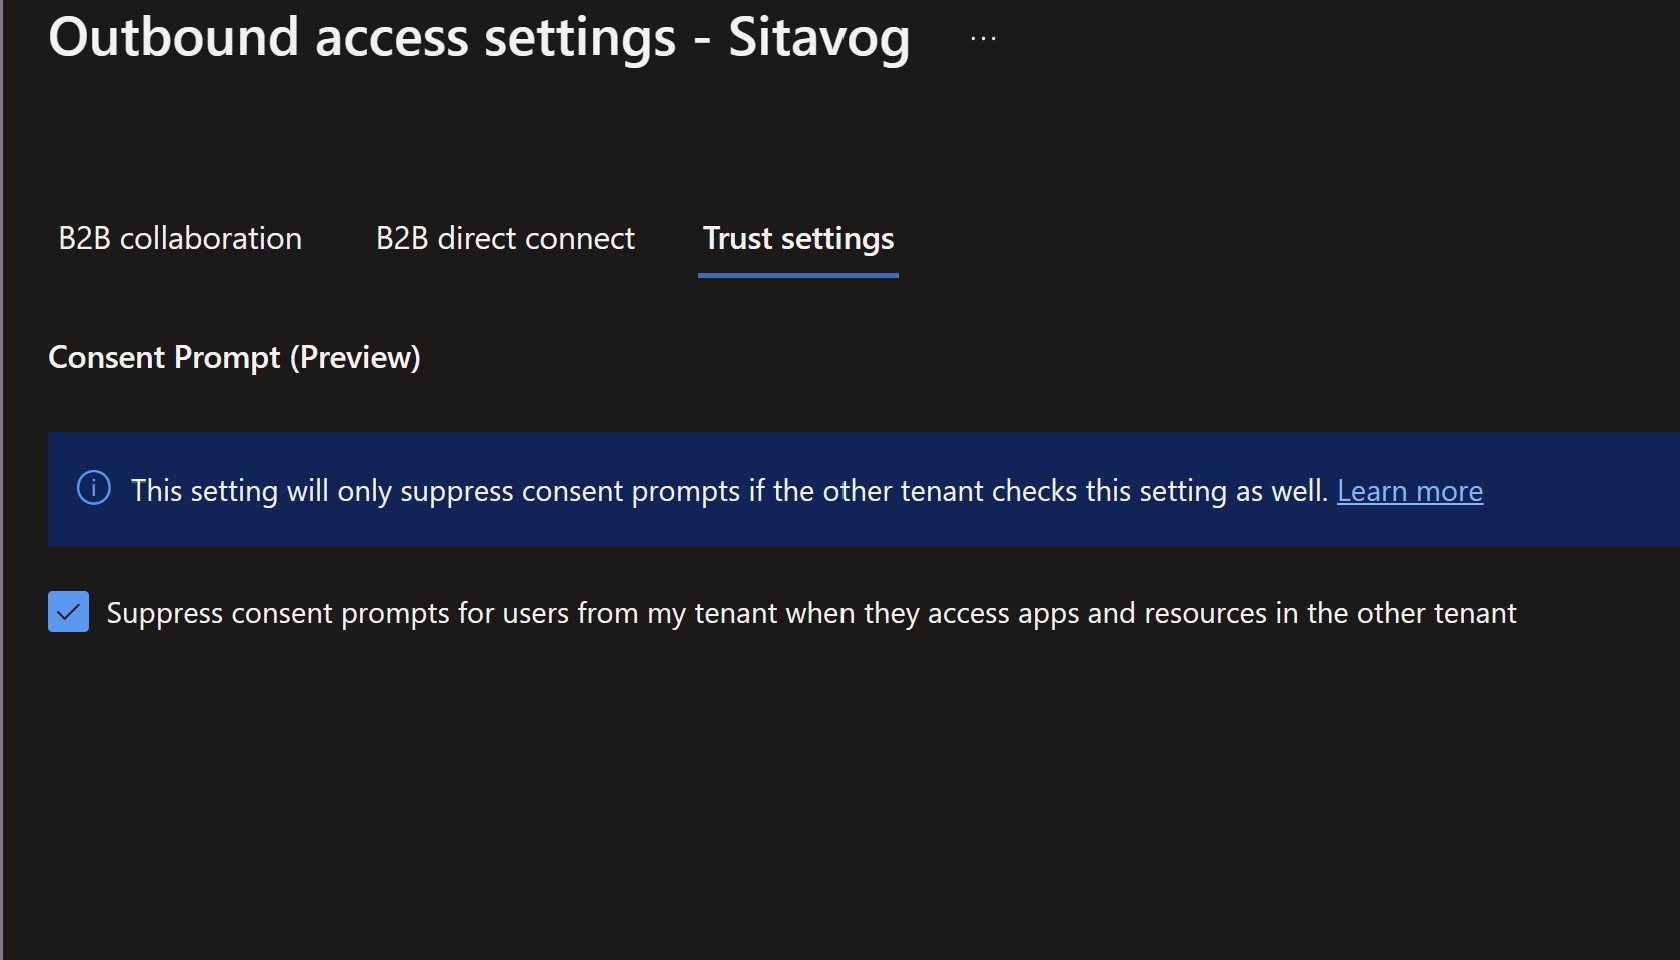 Outbound access settings - Sitavog ...
B2B collaboration B2B direct connect Trust settings
Consent Prompt (Preview)
This setting will only suppress consent prompts if the other tenant checks this setting as well. Learn more
Suppress consent prompts for users from my tenant when they access apps and resources in the other tenant